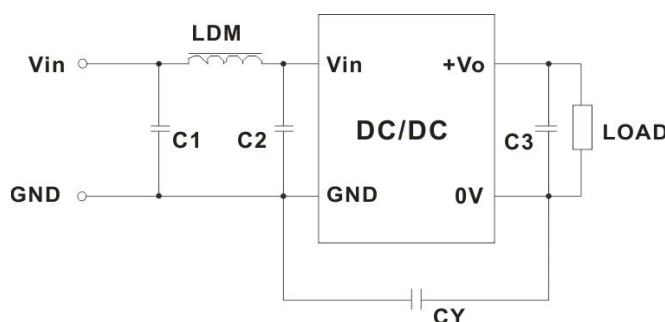 LDM
Vin
Vin
+Vo
C1
C2
DC/DC
C3
LOAD
GND
GND
0V
CY